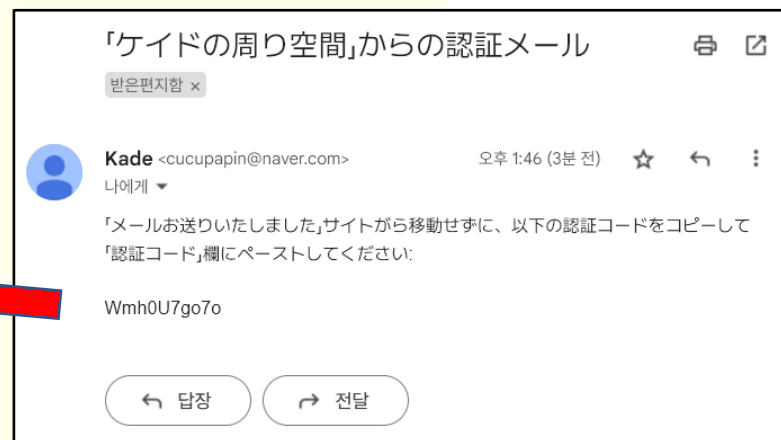 「ケイドの周り空間」からの認証メール
받은편지함 ×
Kade <cucupapin@naver.com> 오후 1:46 (3분 전)
나에게
「メールお送りいたしました」サイトがら移動せずに、以下の認証コードをコピーして
「認証コード」欄にペーストしてください:
Wmh0U7go7o
답장 전달